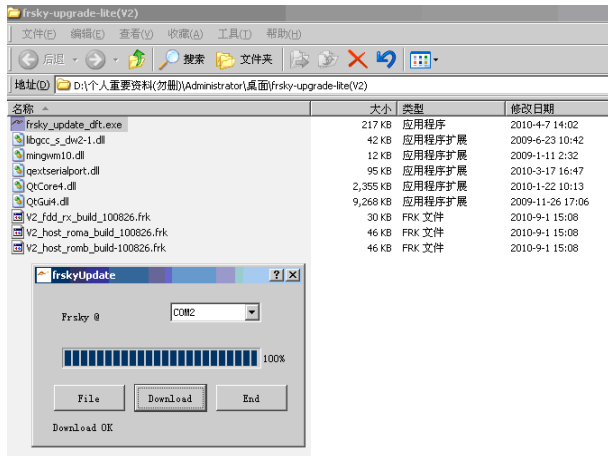 frsky-upgrade-lite(V2)
文件(F) 编辑(E) 查看(V) 收藏(A) 工具(T) 帮助(H)
后退 搜索 文件夹
地址(D) D:\个人重要资料(勿删)\Administrator\桌面\frsky-upgrade-lite(V2)
名称 大小 类型 修改日期
frsky_update_dft.exe 217 KB 应用程序 2010-4-7 14:02
libgcc_s_dw2-1.dll 42 KB 应用程序扩展 2009-6-23 10:42
mingwm10.dll 12 KB 应用程序扩展 2009-1-11 2:32
qextserialport.dll 95 KB 应用程序扩展 2010-3-17 16:47
QtCore4.dll 2,355 KB 应用程序扩展 2010-1-22 10:13
QtGui4.dll 9,268 KB 应用程序扩展 2009-11-26 17:06
V2_fdd_rx_build_100826.frk 30 KB FRK 文件 2010-9-1 15:08
V2_host_roma_build_100826.frk 46 KB FRK 文件 2010-9-1 15:08
V2_host_romb_build-100826.frk 46 KB FRK 文件 2010-9-1 15:08
frskyUpdate
Frsky @ COM2
100%
File Download End
Download OK